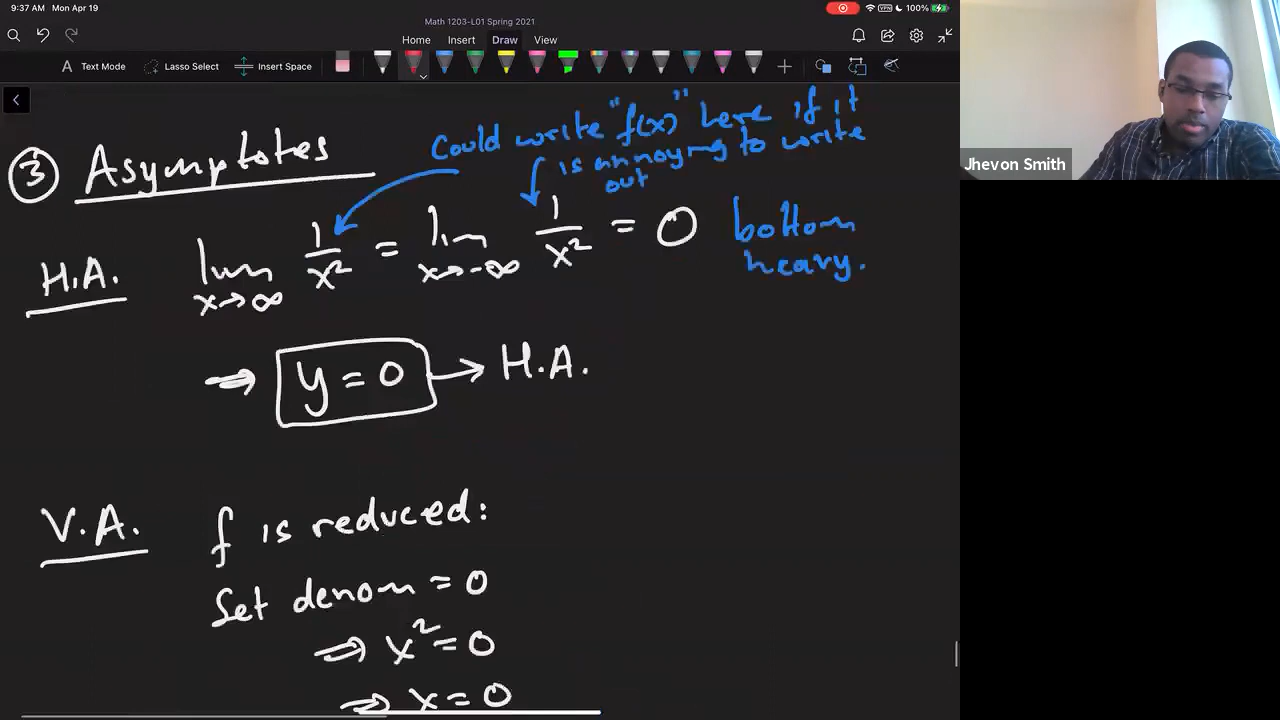 9:37 AM Mon Apr 19
100%
Math 1203-L01 Spring 2021
Home Insert Draw View
Text Mode Lasso Select Insert Space
Jhevon Smith
③ Asymptotes
Could write "f(x)" here if it
is annoying to write
out
H.A. lim x→∞ 1/x² = lim x→-∞ 1/x² = 0 bottom
heavy.
⇒ y = 0 → H.A.
V.A. f is reduced:
Set denom = 0
⇒ x² = 0
⇒ x = 0